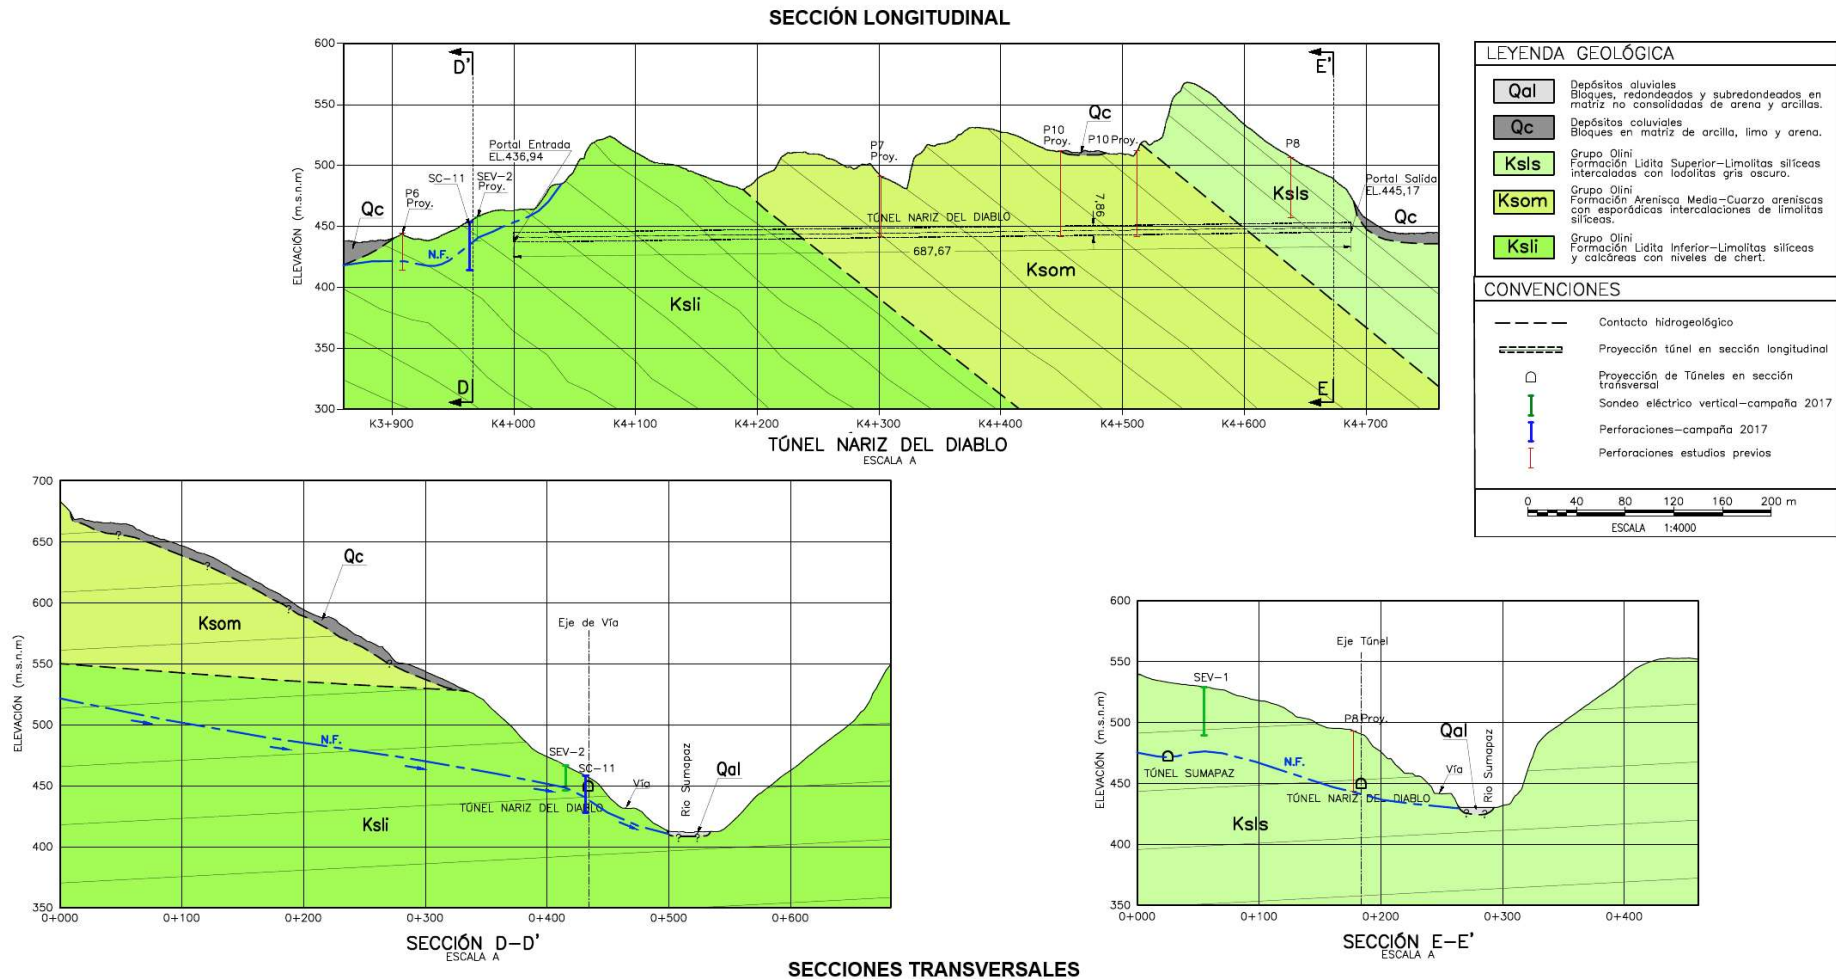 SECCIÓN LONGITUDINAL
600
550
500
450
400
350
300
ELEVACIÓN (m.s.n.m)
D'
E'
Qc
P6
Proy.
SC-11
SEV-2
Proy.
Portal Entrada
EL.436,94
N.F.
P7
Proy.
P10
Proy.
P10 Proy.
Qc
P8
Portal Salida
EL.445,17
Qc
Ksls
TÚNEL NARIZ DEL DIABLO
7,86
687,67
Ksom
Ksli
D
E
K3+900
K4+000
K4+100
K4+200
K4+300
K4+400
K4+500
K4+600
K4+700
TÚNEL NARIZ DEL DIABLO
ESCALA A
LEYENDA GEOLÓGICA
Qal
Depósitos aluviales
Bloques, redondeados y subredondeados en
matriz no consolidadas de arena y arcillas.
Qc
Depósitos coluviales
Bloques en matriz de arcilla, limo y arena.
Ksls
Grupo Olini
Formación Lidita Superior-Limolitas silíceas
intercaladas con lodolitas gris oscuro.
Ksom
Grupo Olini
Formación Arenisca Media-Cuarzo areniscas
con esporádicas intercalaciones de limolitas
silíceas.
Ksli
Grupo Olini
Formación Lidita Inferior-Limolitas silíceas
y calcáreas con niveles de chert.
CONVENCIONES
Contacto hidrogeológico
Proyección túnel en sección longitudinal
Proyección de Túneles en sección
transversal
Sondeo eléctrico vertical-campaña 2017
Perforaciones-campaña 2017
Perforaciones estudios previos
0 40 80 120 160 200 m
ESCALA 1:4000
700
650
600
550
500
450
400
350
ELEVACIÓN (m.s.n.m)
?
?
?
?
Qc
Ksom
Eje de Vía
N.F.
SEV-2
SC-11
Vía
TÚNEL NARIZ DEL DIABLO
Río Sumapaz
Qal
? ?
Ksli
0+000
0+100
0+200
0+300
0+400
0+500
0+600
SECCIÓN D-D'
ESCALA A
600
550
500
450
400
350
ELEVACIÓN (m.s.n.m)
Eje Túnel
SEV-1
P8 Proy.
Qal
Río Sumapaz
N.F.
Vía
TÚNEL SUMAPAZ
TÚNEL NARIZ DEL DIABLO
? ?
Ksls
0+000
0+100
0+200
0+300
0+400
SECCIÓN E-E'
ESCALA A
SECCIONES TRANSVERSALES